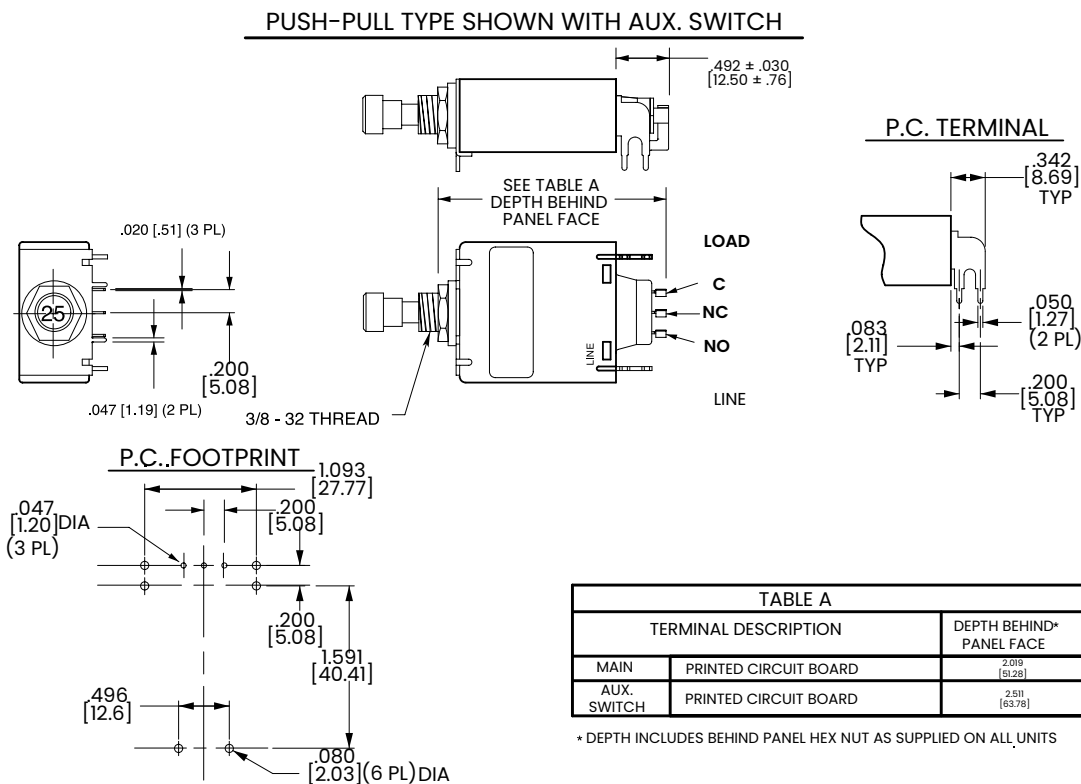 PUSH-PULL TYPE SHOWN WITH AUX. SWITCH
.492 ± .030
[12.50 ± .76]
P.C. TERMINAL
.342
[8.69]
TYP
SEE TABLE A
DEPTH BEHIND
PANEL FACE
.020 [.51] (3 PL)
LOAD
C
NC
NO
LINE
25
.200
[5.08]
.047 [1.19] (2 PL)
3/8 - 32 THREAD
LINE
.083
[2.11]
TYP
.050
[1.27]
(2 PL)
.200
[5.08]
TYP
P.C. FOOTPRINT
1.093
[27.77]
.047
[1.20] DIA
(3 PL)
.200
[5.08]
.200
[5.08]
1.591
[40.41]
.496
[12.6]
.080
[2.03] (6 PL) DIA
TABLE A
TERMINAL DESCRIPTION
DEPTH BEHIND*
PANEL FACE
MAIN
PRINTED CIRCUIT BOARD
2.019
[51.28]
AUX.
SWITCH
PRINTED CIRCUIT BOARD
2.511
[63.78]
* DEPTH INCLUDES BEHIND PANEL HEX NUT AS SUPPLIED ON ALL UNITS